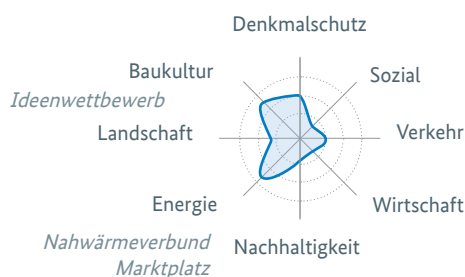 Denkmalschutz
Baukultur
Sozial
Ideenwettbewerb
Landschaft
Verkehr
Energie
Wirtschaft
Nahwärmeverbund
Marktplatz
Nachhaltigkeit